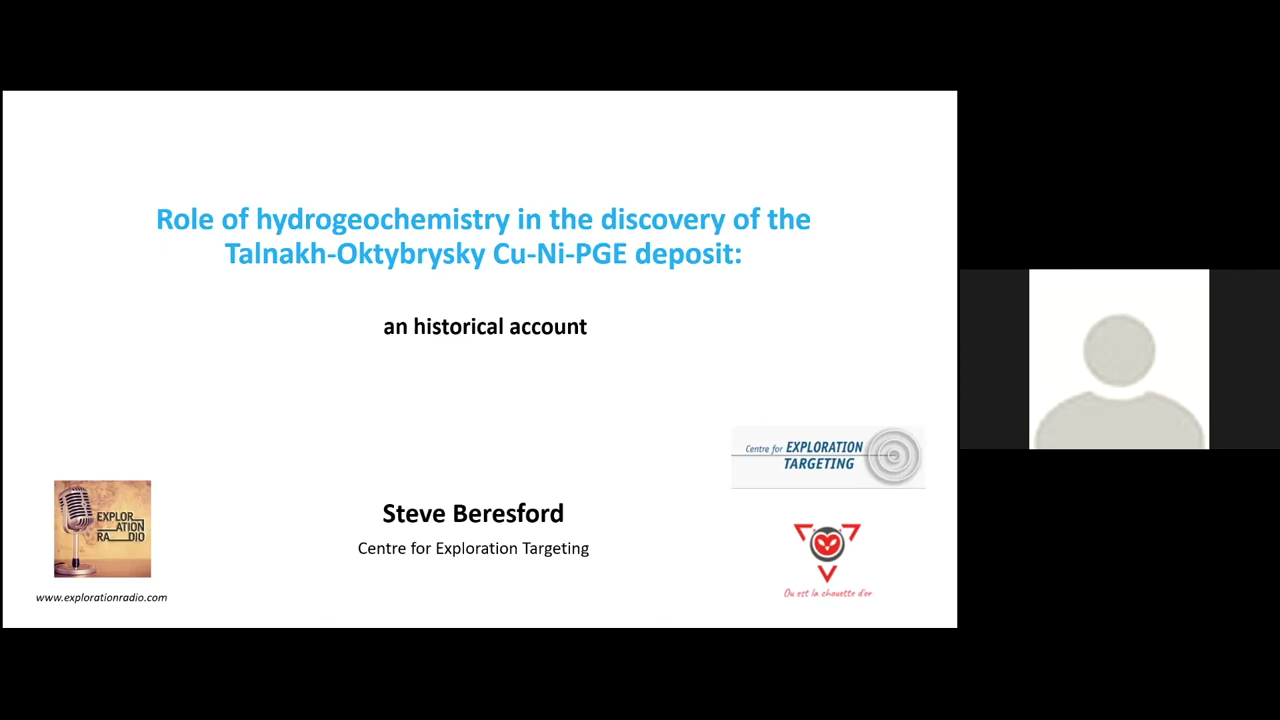 Role of hydrogeochemistry in the discovery of the
Talnakh-Oktybrysky Cu-Ni-PGE deposit:
an historical account
Centre for EXPLORATION
TARGETING
EXPLOR
ATION
RA DIO
Steve Beresford
Centre for Exploration Targeting
www.explorationradio.com
Ou est la chouette d'or